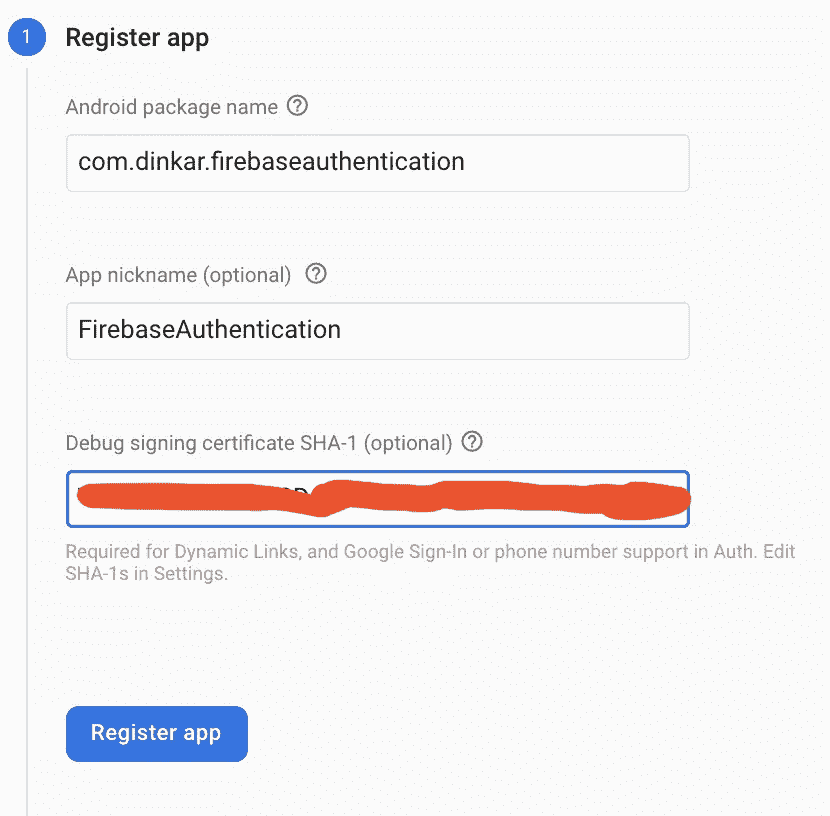 1 Register app
Android package name ?
com.dinkar.firebaseauthentication
App nickname (optional) ?
FirebaseAuthentication
Debug signing certificate SHA-1 (optional) ?
Required for Dynamic Links, and Google Sign-In or phone number support in Auth. Edit
SHA-1s in Settings.
Register app